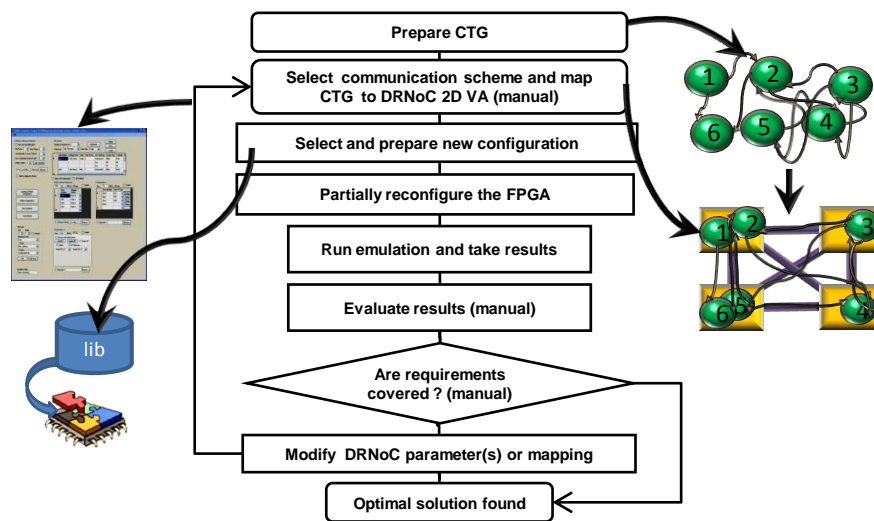 Prepare CTG
Select communication scheme and map
CTG to DRNoC 2D VA (manual)
Select and prepare new configuration
Partially reconfigure the FPGA
Run emulation and take results
Evaluate results (manual)
Are requirements
covered ? (manual)
Modify DRNoC parameter(s) or mapping
Optimal solution found
lib
1
2
3
6
5
4
1
2
3
6
5
4